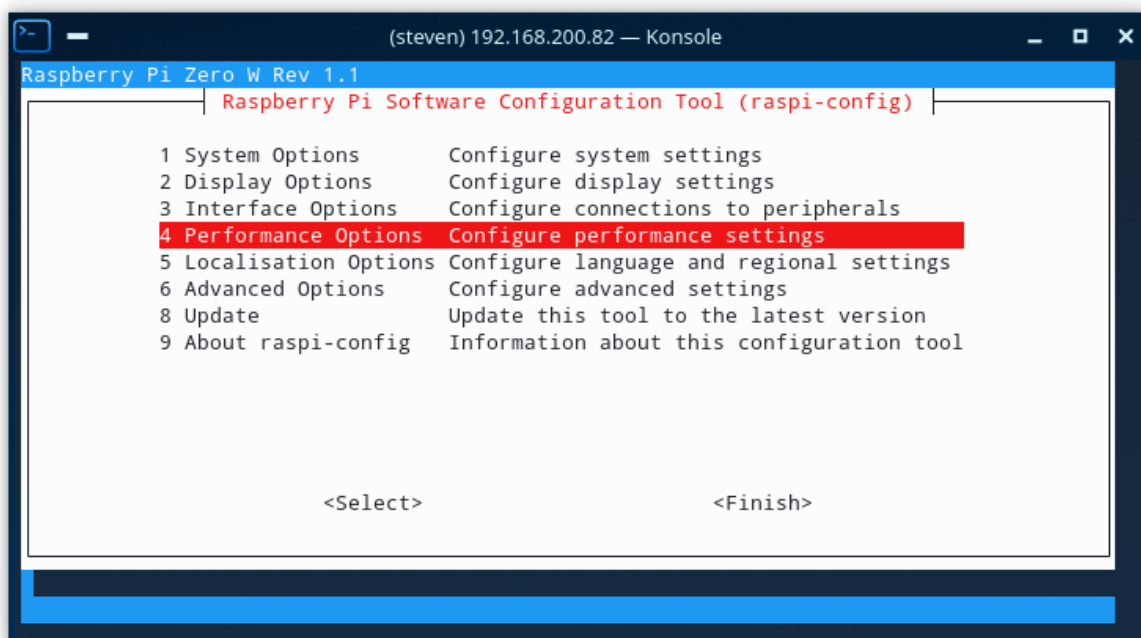 (steven) 192.168.200.82 — Konsole
Raspberry Pi Zero W Rev 1.1
Raspberry Pi Software Configuration Tool (raspi-config)
1 System Options Configure system settings
2 Display Options Configure display settings
3 Interface Options Configure connections to peripherals
4 Performance Options Configure performance settings
5 Localisation Options Configure language and regional settings
6 Advanced Options Configure advanced settings
8 Update Update this tool to the latest version
9 About raspi-config Information about this configuration tool
<Select> <Finish>